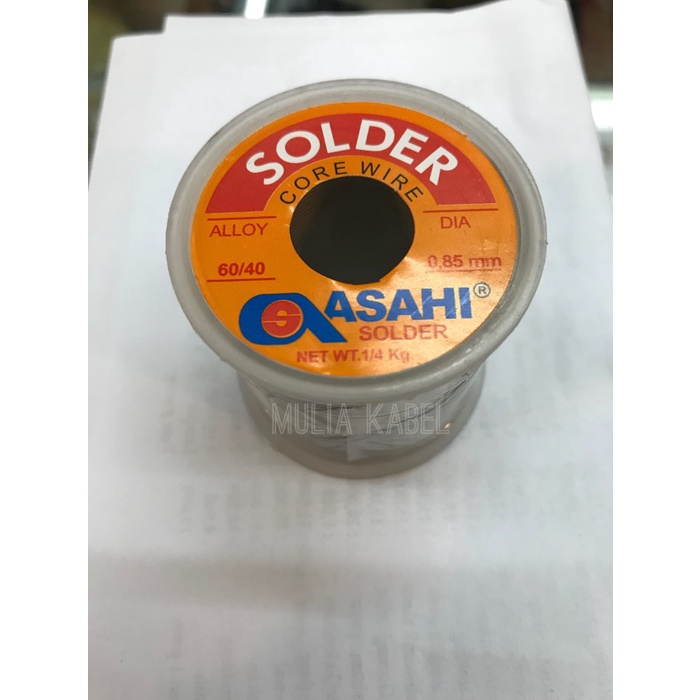 SOLDER
CORE WIRE
ALLOY
DIA
60/40
0,85 mm
ASAHI®
SOLDER
NET WT.1/4 Kg
MULIA KABEL